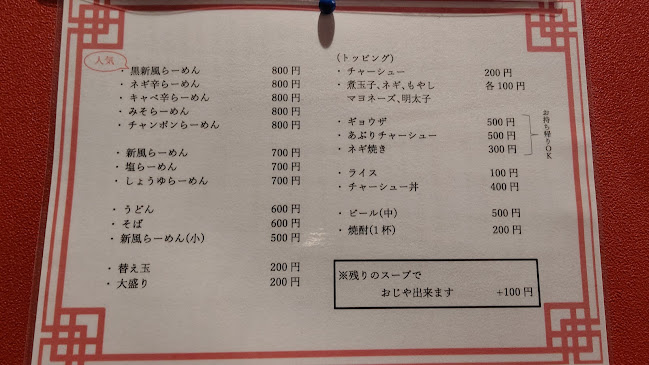 人気
・黒新風らーめん 800円
・ネギ辛らーめん 800円
・キャベ辛らーめん 800円
・みそらーめん 800円
・チャンポンらーめん 800円
・新風らーめん 700円
・塩らーめん 700円
・しょうゆらーめん 700円
・うどん 600円
・そば 600円
・新風らーめん(小) 500円
・替え玉 200円
・大盛り 200円
(トッピング)
・チャーシュー 200円
・煮玉子、ネギ、もやし 各100円
マヨネーズ、明太子
・ギョウザ 500円
・あぶりチャーシュー 500円
・ネギ焼き 300円
お持ち帰りOK
・ライス 100円
・チャーシュー丼 400円
・ビール(中) 500円
・焼酎(1杯) 200円
※残りのスープで
おじや出来ます +100円